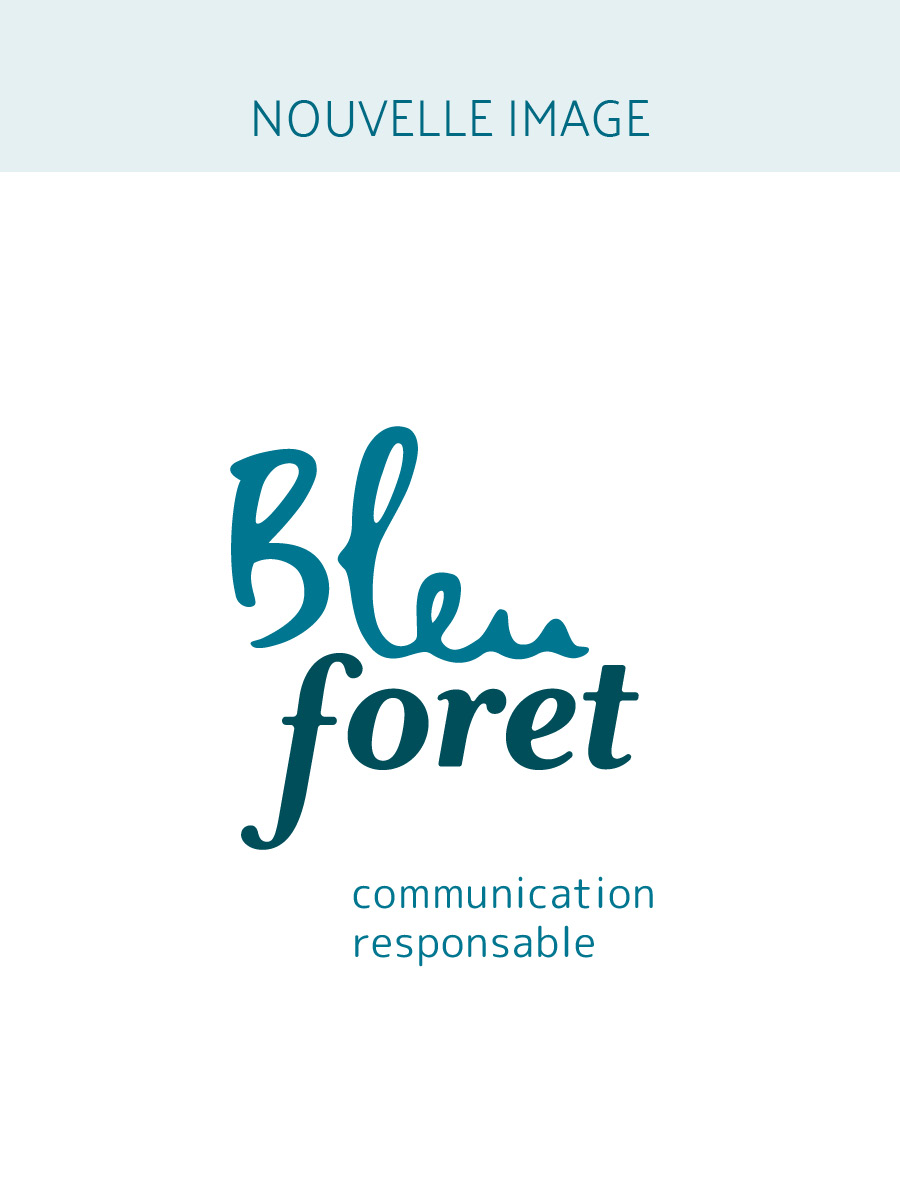 NOUVELLE IMAGE
Bleu
foret
communication
responsable